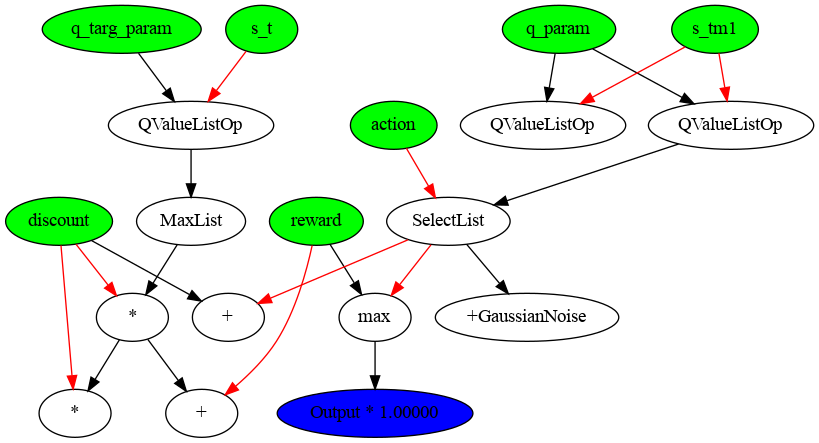 q_targ_param
s_t
q_param
s_tm1
QValueListOp
action
QValueListOp
QValueListOp
discount
MaxList
reward
SelectList
*
+
max
+GaussianNoise
*
+
Output * 1.00000